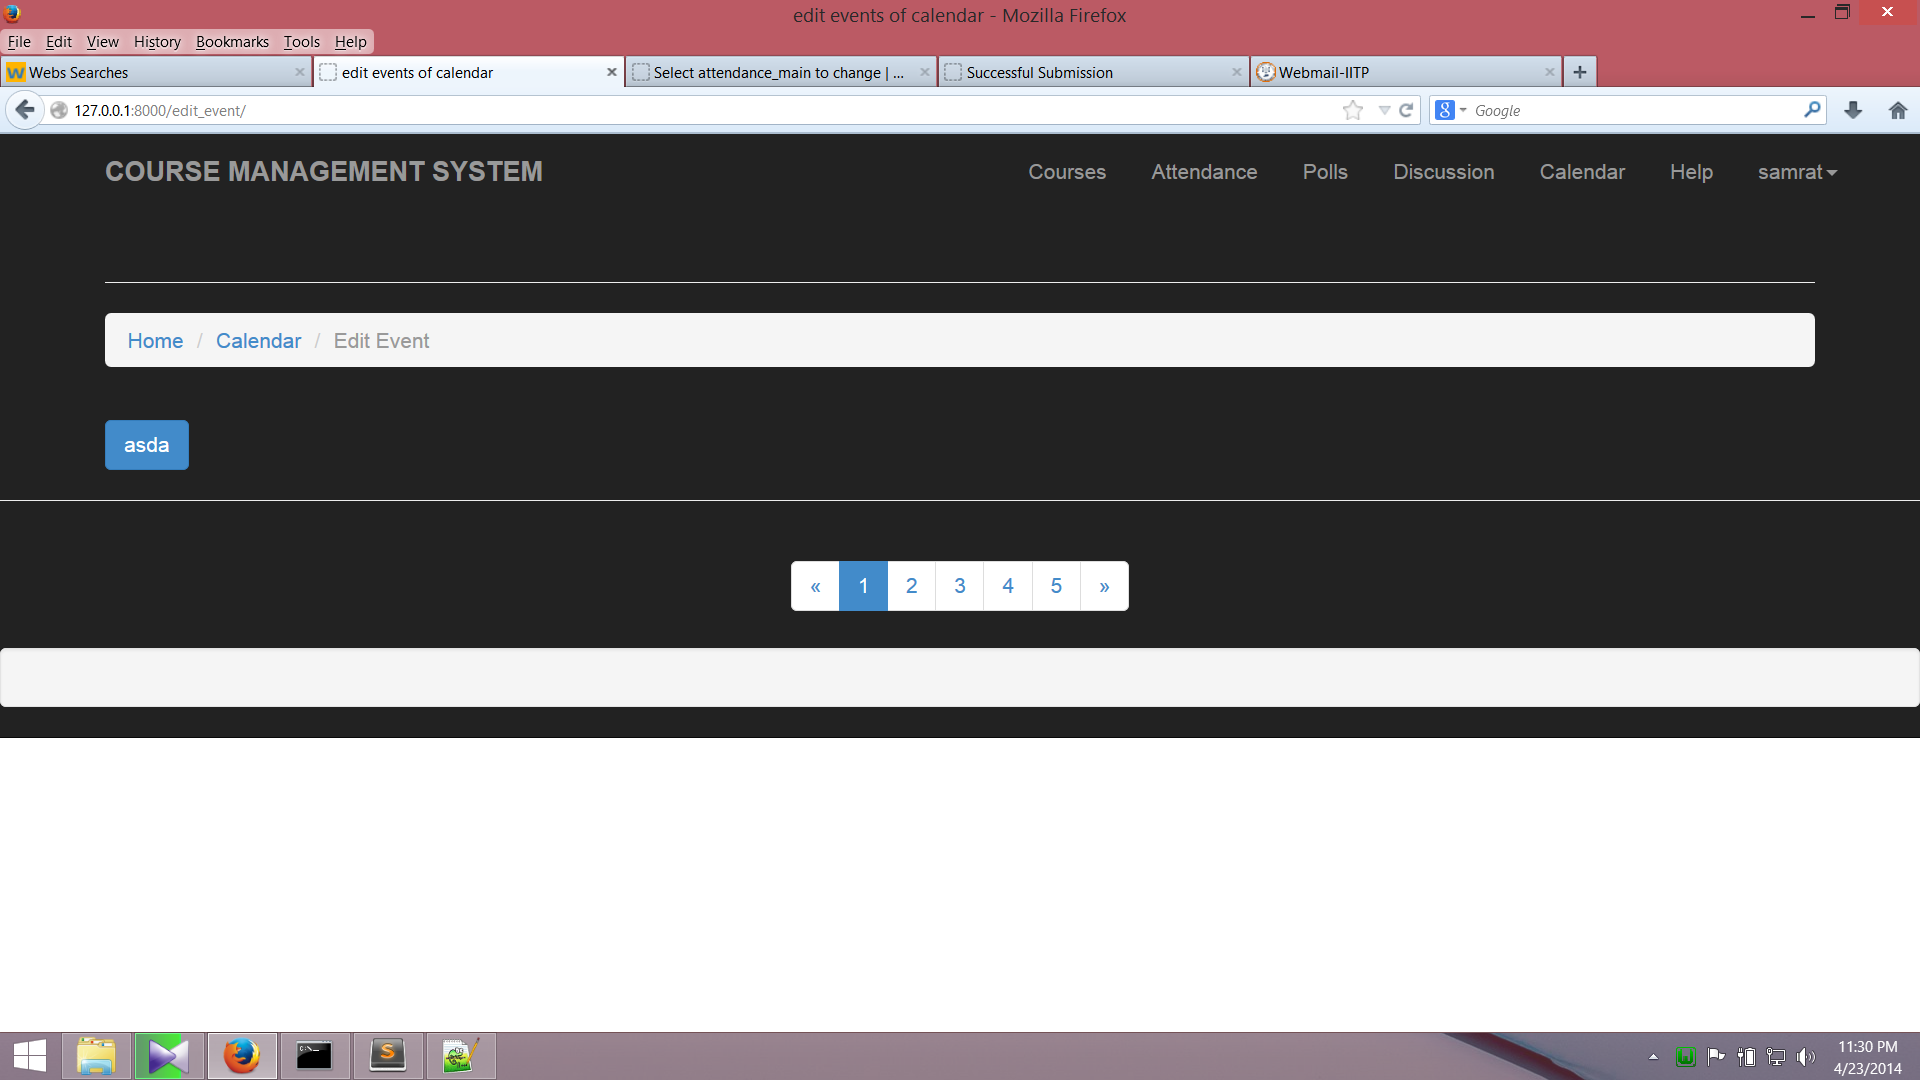 edit events of calendar - Mozilla Firefox
File Edit View History Bookmarks Tools Help
W Webs Searches
edit events of calendar
Select attendance_main to change | ...
Successful Submission
Webmail-IITP
127.0.0.1:8000/edit_event/
g Google
COURSE MANAGEMENT SYSTEM
Courses Attendance Polls Discussion Calendar Help samrat
Home / Calendar / Edit Event
asda
« 1 2 3 4 5 »
11:30 PM
4/23/2014